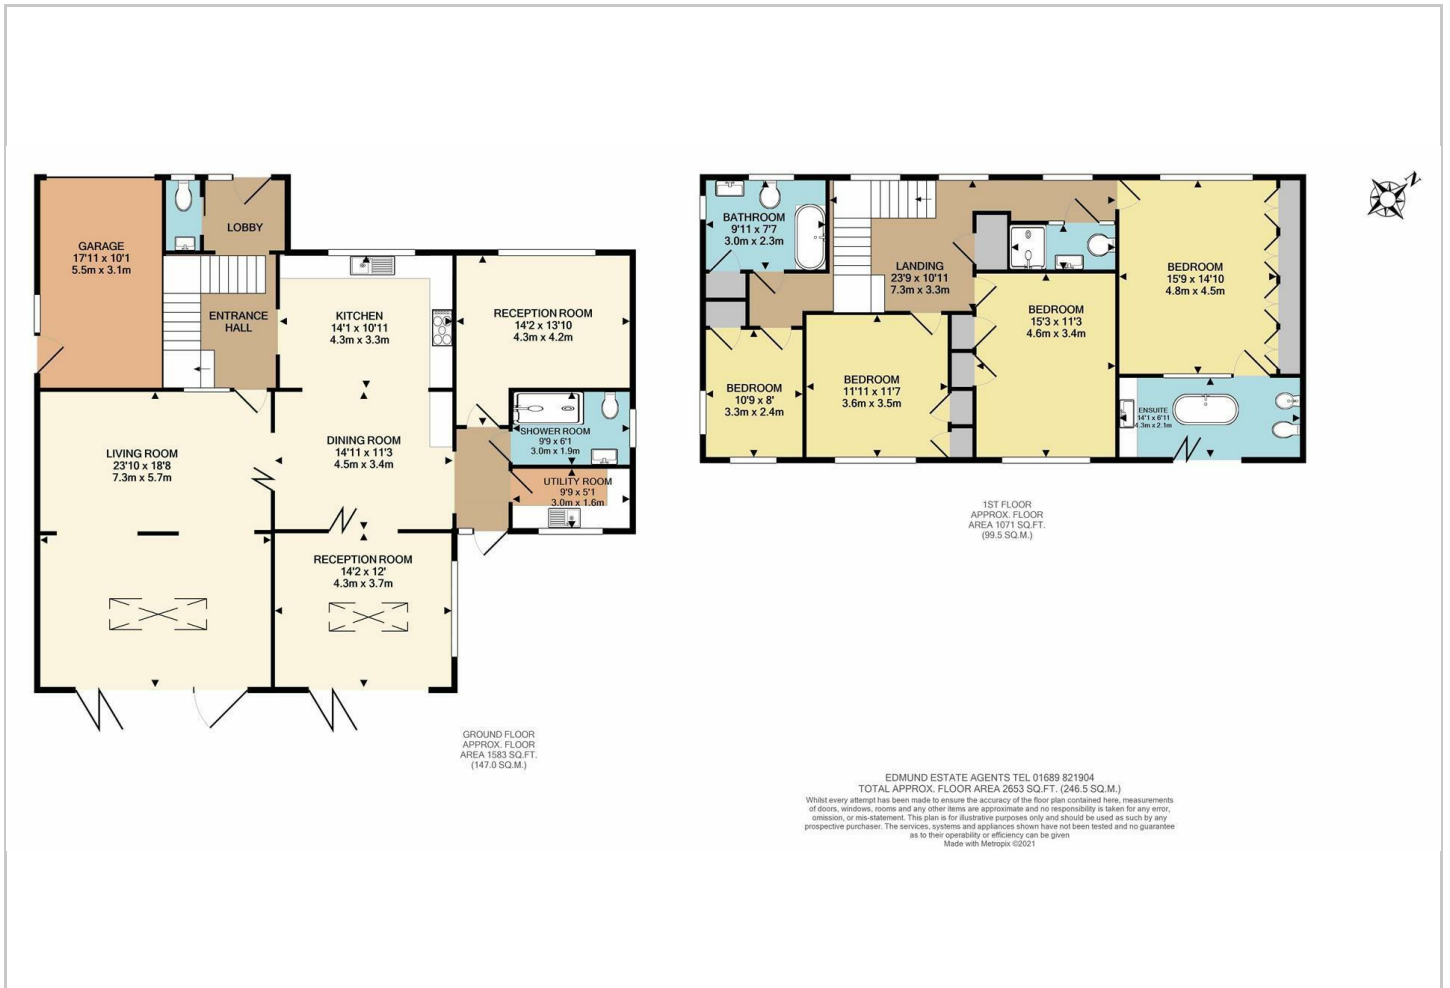 GARAGE
17'11 x 10'1
5.5m x 3.1m
LOBBY
ENTRANCE
HALL
KITCHEN
14'1 x 10'11
4.3m x 3.3m
RECEPTION ROOM
14'2 x 13'10
4.3m x 4.2m
LIVING ROOM
23'10 x 18'8
7.3m x 5.7m
DINING ROOM
14'11 x 11'3
4.5m x 3.4m
SHOWER ROOM
9'9 x 6'1
3.0m x 1.9m
UTILITY ROOM
9'9 x 5'1
3.0m x 1.6m
RECEPTION ROOM
14'2 x 12'
4.3m x 3.7m
GROUND FLOOR
APPROX. FLOOR
AREA 1583 SQ.FT.
(147.0 SQ.M.)
BATHROOM
9'11 x 7'7
3.0m x 2.3m
LANDING
23'9 x 10'11
7.3m x 3.3m
BEDROOM
15'9 x 14'10
4.8m x 4.5m
BEDROOM
15'3 x 11'3
4.6m x 3.4m
BEDROOM
10'9 x 8'
3.3m x 2.4m
BEDROOM
11'11 x 11'7
3.6m x 3.5m
ENSUITE
14'1 x 6'11
4.3m x 2.1m
N
1ST FLOOR
APPROX. FLOOR
AREA 1071 SQ.FT.
(99.5 SQ.M.)
EDMUND ESTATE AGENTS TEL 01689 821904
TOTAL APPROX. FLOOR AREA 2653 SQ.FT. (246.5 SQ.M.)
Whilst every attempt has been made to ensure the accuracy of the floor plan contained here, measurements
of doors, windows, rooms and any other items are approximate and no responsibility is taken for any error,
omission, or mis-statement. This plan is for illustrative purposes only and should be used as such by any
prospective purchaser. The services, systems and appliances shown have not been tested and no guarantee
as to their operability or efficiency can be given
Made with Metropix ©2021